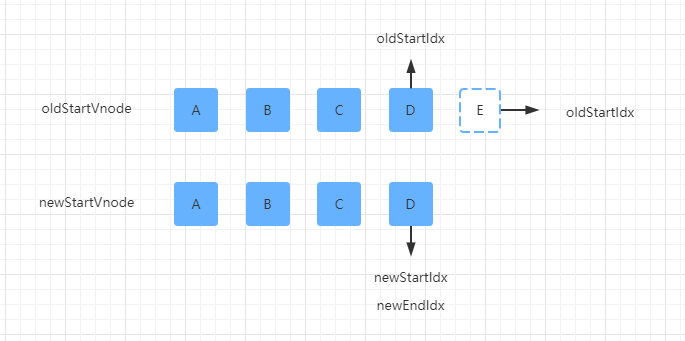 oldStartIdx
oldStartVnode A B C D E oldStartIdx
newStartVnode A B C D
newStartIdx
newEndIdx